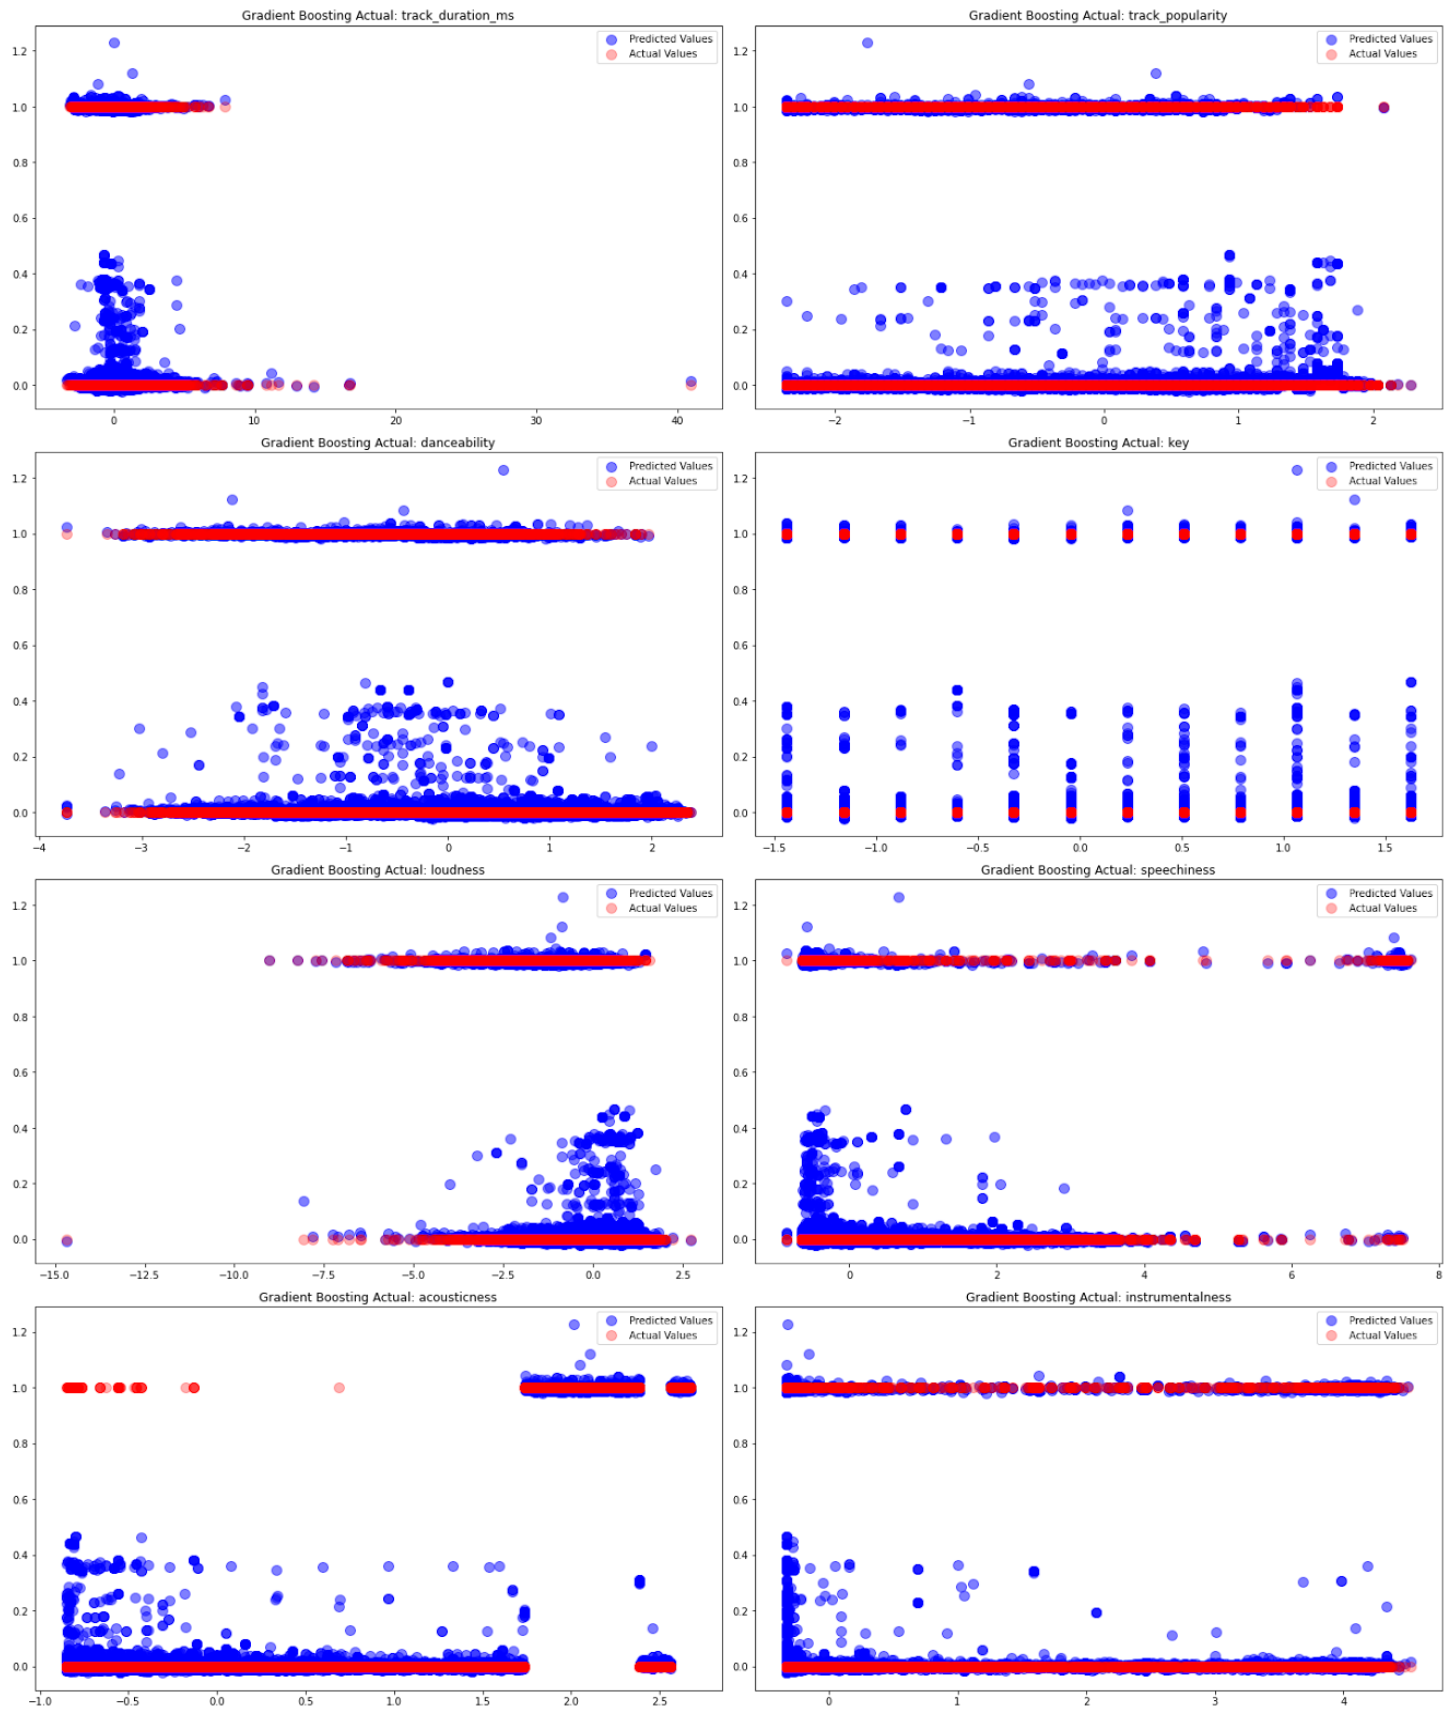 Gradient Boosting Actual: track_duration_ms
Predicted Values
Actual Values
1.2
1.0
0.8
0.6
0.4
0.2
0.0
0 10 20 30 40
Gradient Boosting Actual: track_popularity
Predicted Values
Actual Values
1.2
1.0
0.8
0.6
0.4
0.2
0.0
−2 −1 0 1 2
Gradient Boosting Actual: danceability
Predicted Values
Actual Values
1.2
1.0
0.8
0.6
0.4
0.2
0.0
−4 −3 −2 −1 0 1 2
Gradient Boosting Actual: key
Predicted Values
Actual Values
1.2
1.0
0.8
0.6
0.4
0.2
0.0
−1.5 −1.0 −0.5 0.0 0.5 1.0 1.5
Gradient Boosting Actual: loudness
Predicted Values
Actual Values
1.2
1.0
0.8
0.6
0.4
0.2
0.0
−15.0 −12.5 −10.0 −7.5 −5.0 −2.5 0.0 2.5
Gradient Boosting Actual: speechiness
Predicted Values
Actual Values
1.2
1.0
0.8
0.6
0.4
0.2
0.0
0 2 4 6 8
Gradient Boosting Actual: acousticness
Predicted Values
Actual Values
1.2
1.0
0.8
0.6
0.4
0.2
0.0
−1.0 −0.5 0.0 0.5 1.0 1.5 2.0 2.5
Gradient Boosting Actual: instrumentalness
Predicted Values
Actual Values
1.2
1.0
0.8
0.6
0.4
0.2
0.0
0 1 2 3 4